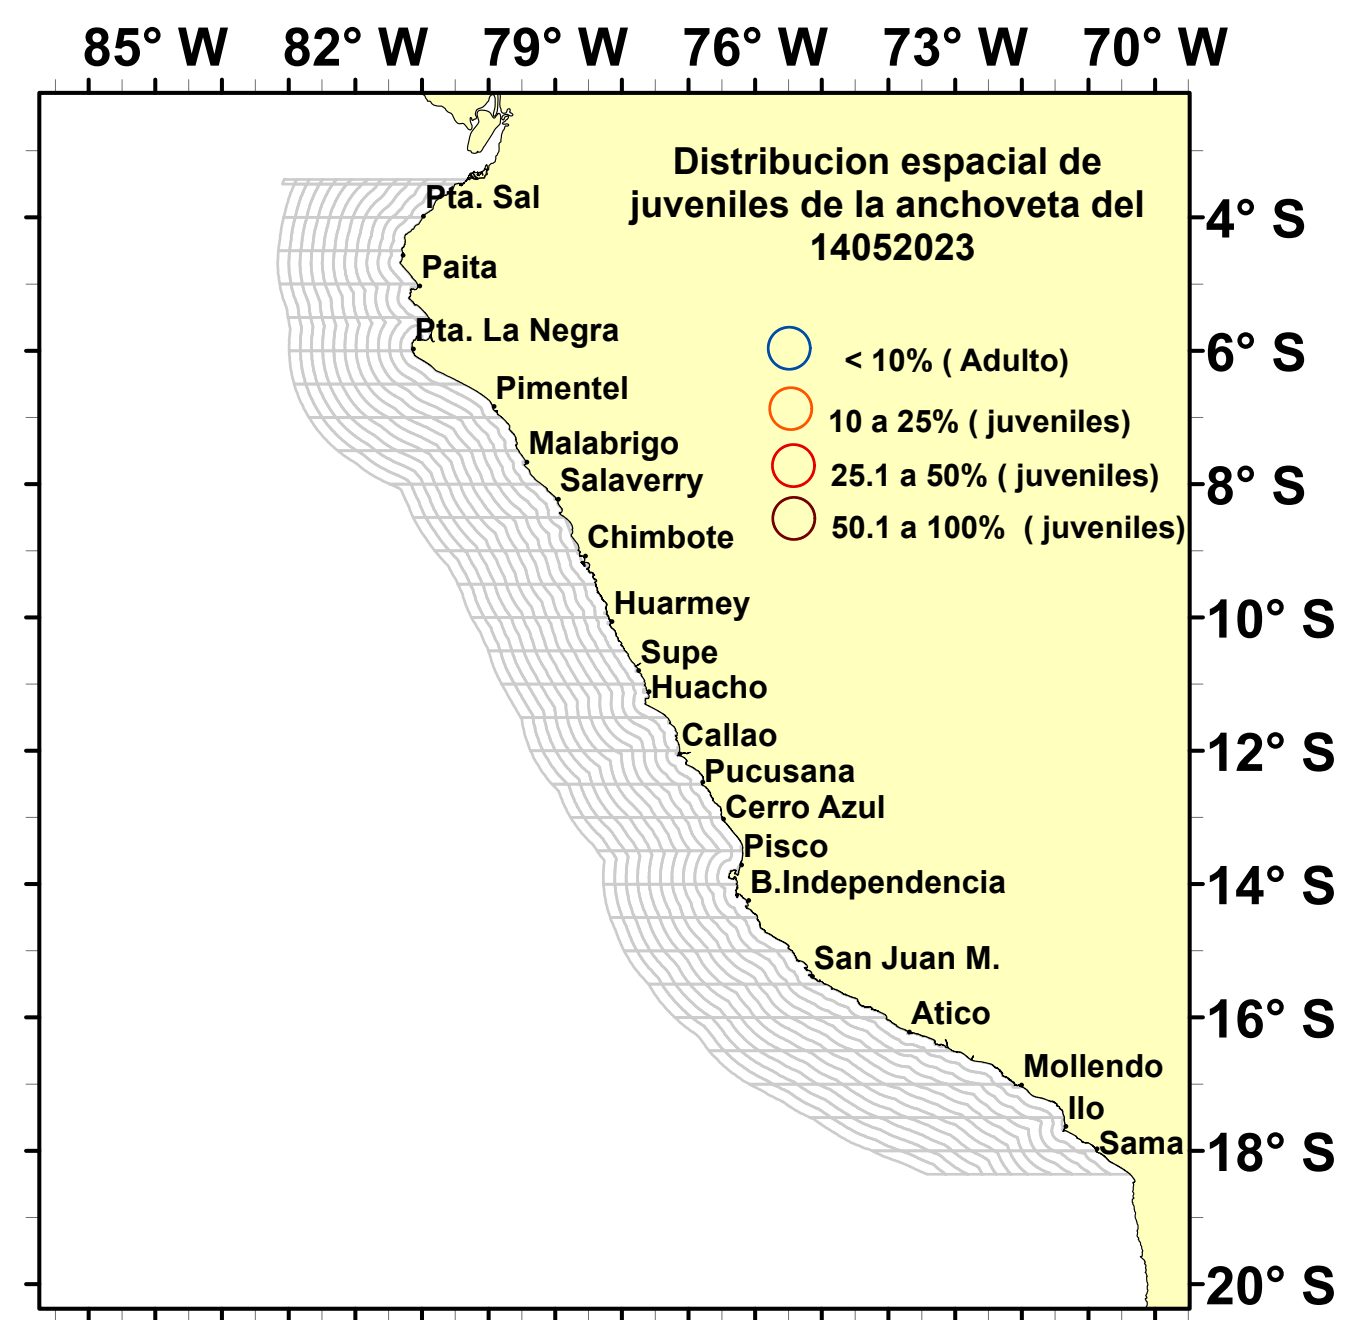 85° W 82° W 79° W 76° W 73° W 70° W
Distribucion espacial de
juveniles de la anchoveta del
14052023
Pta. Sal
4° S
Paita
Pta. La Negra
6° S
< 10% ( Adulto)
Pimentel
10 a 25% ( juveniles)
Malabrigo
25.1 a 50% ( juveniles)
Salaverry
8° S
50.1 a 100% ( juveniles)
Chimbote
Huarmey
10° S
Supe
Huacho
Callao
12° S
Pucusana
Cerro Azul
Pisco
B.Independencia
14° S
San Juan M.
Atico
16° S
Mollendo
Ilo
Sama
18° S
20° S